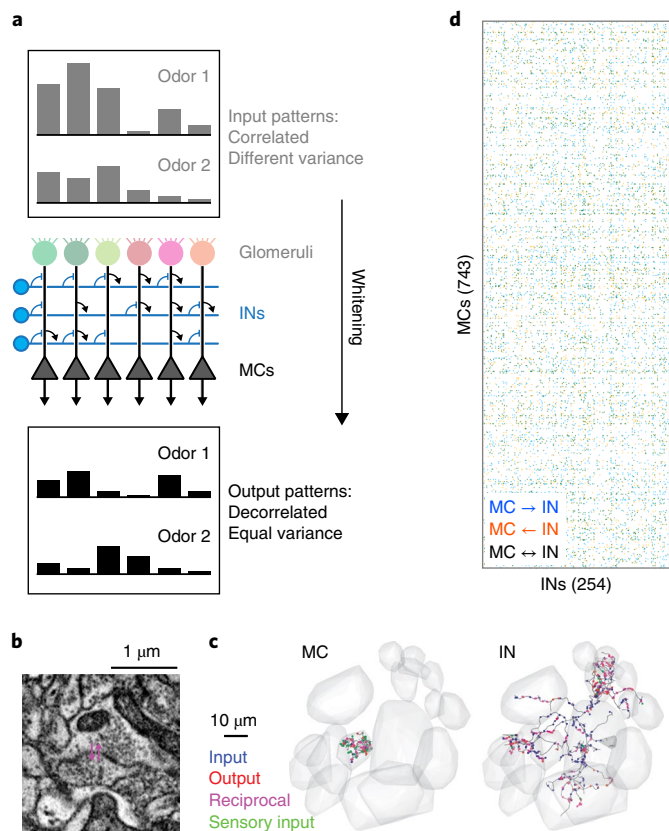 a
Odor 1
Odor 2
Input patterns:
Correlated
Different variance
Glomeruli
INs
MCs
Whitening
Odor 1
Odor 2
Output patterns:
Decorrelated
Equal variance
b
1 μm
c
MC
IN
10 μm
Input
Output
Reciprocal
Sensory input
d
MCs (743)
MC → IN
MC ← IN
MC ↔ IN
INs (254)